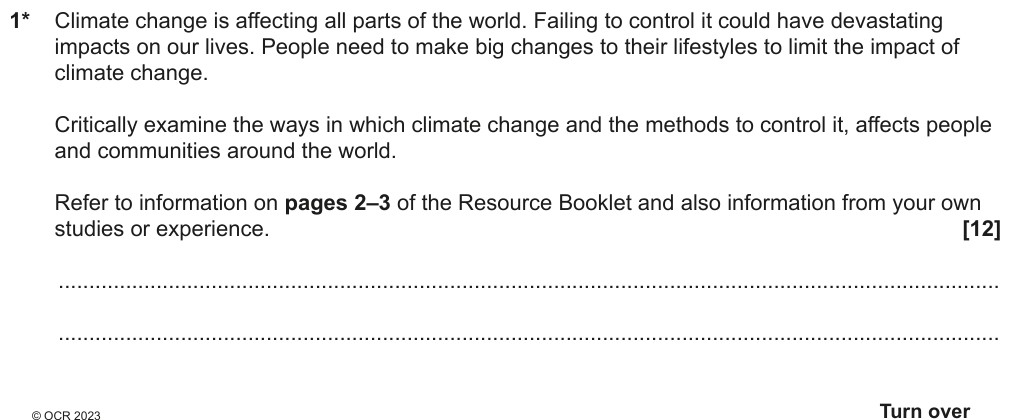 1* Climate change is affecting all parts of the world. Failing to control it could have devastating
impacts on our lives. People need to make big changes to their lifestyles to limit the impact of
climate change.
Critically examine the ways in which climate change and the methods to control it, affects people
and communities around the world.
Refer to information on pages 2–3 of the Resource Booklet and also information from your own
studies or experience. [12]
................................................................................................................................................................
................................................................................................................................................................
© OCR 2023 Turn over